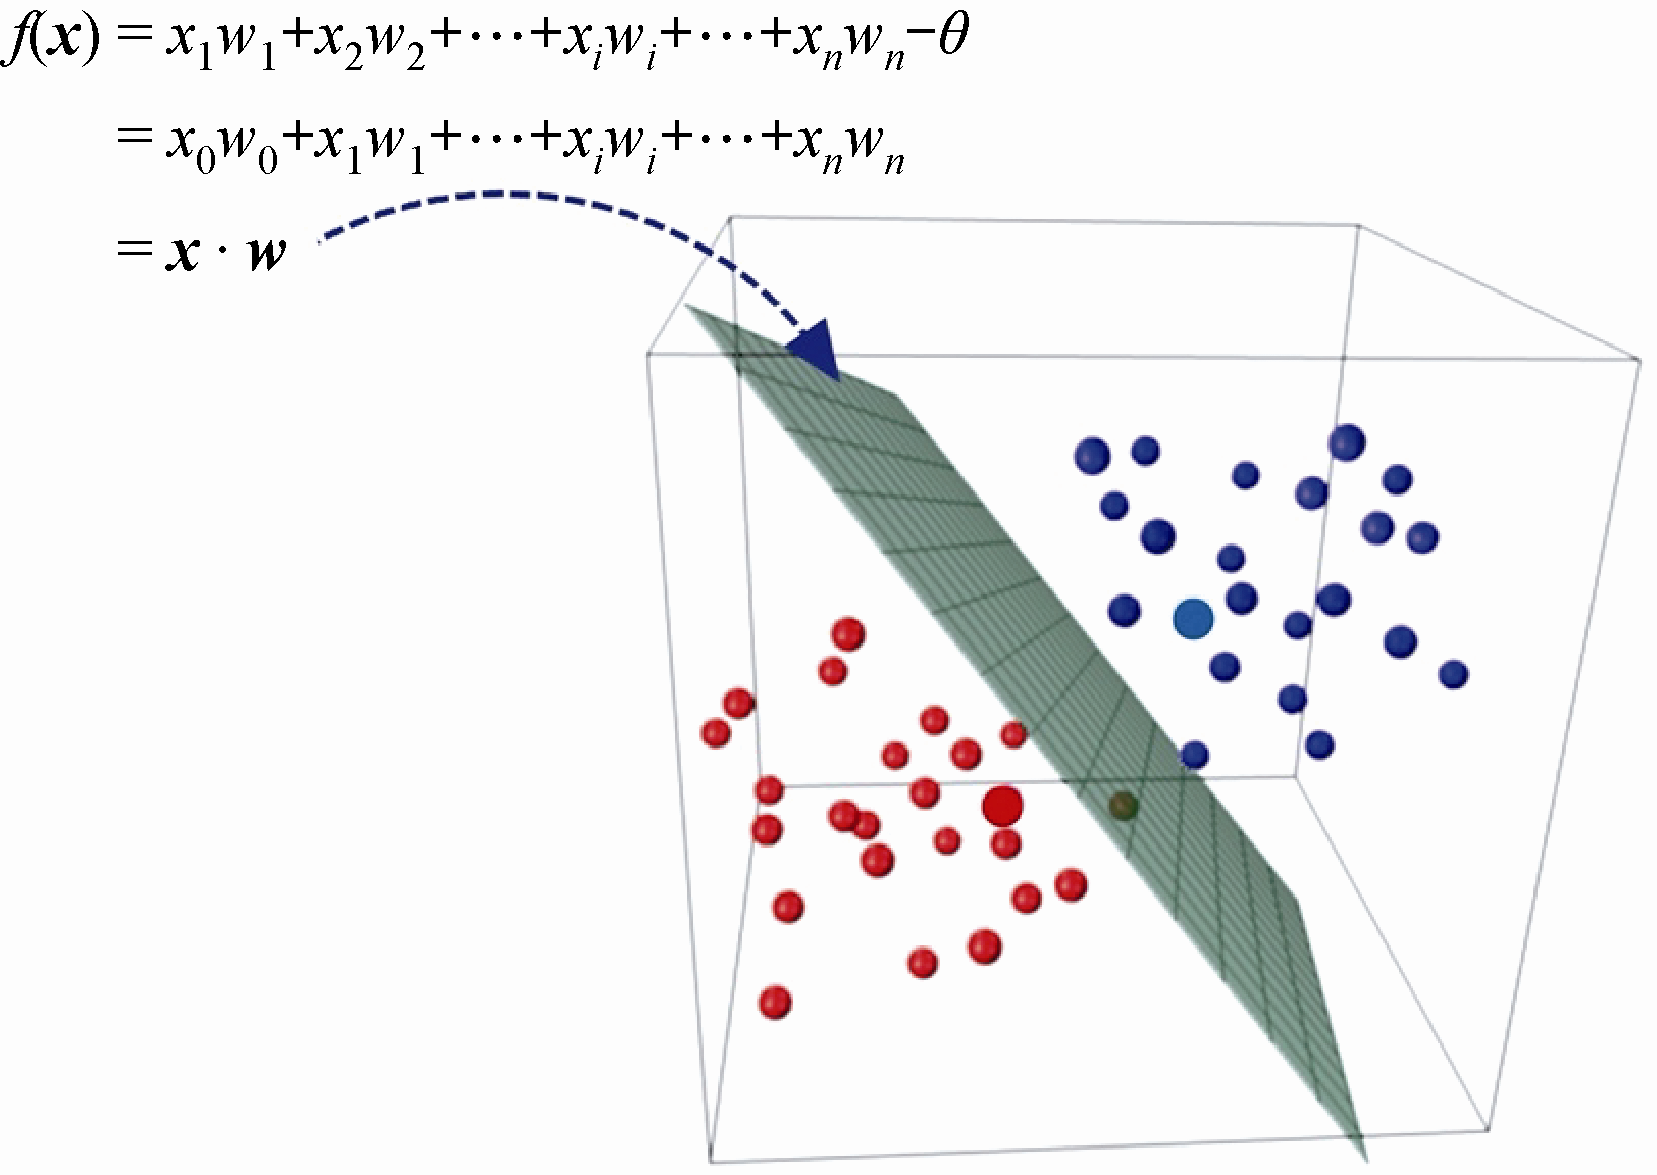 f(x) = x₁w₁+x₂w₂+⋯+xᵢwᵢ+⋯+xₙwₙ−θ
= x₀w₀+x₁w₁+⋯+xᵢwᵢ+⋯+xₙwₙ
= x · w